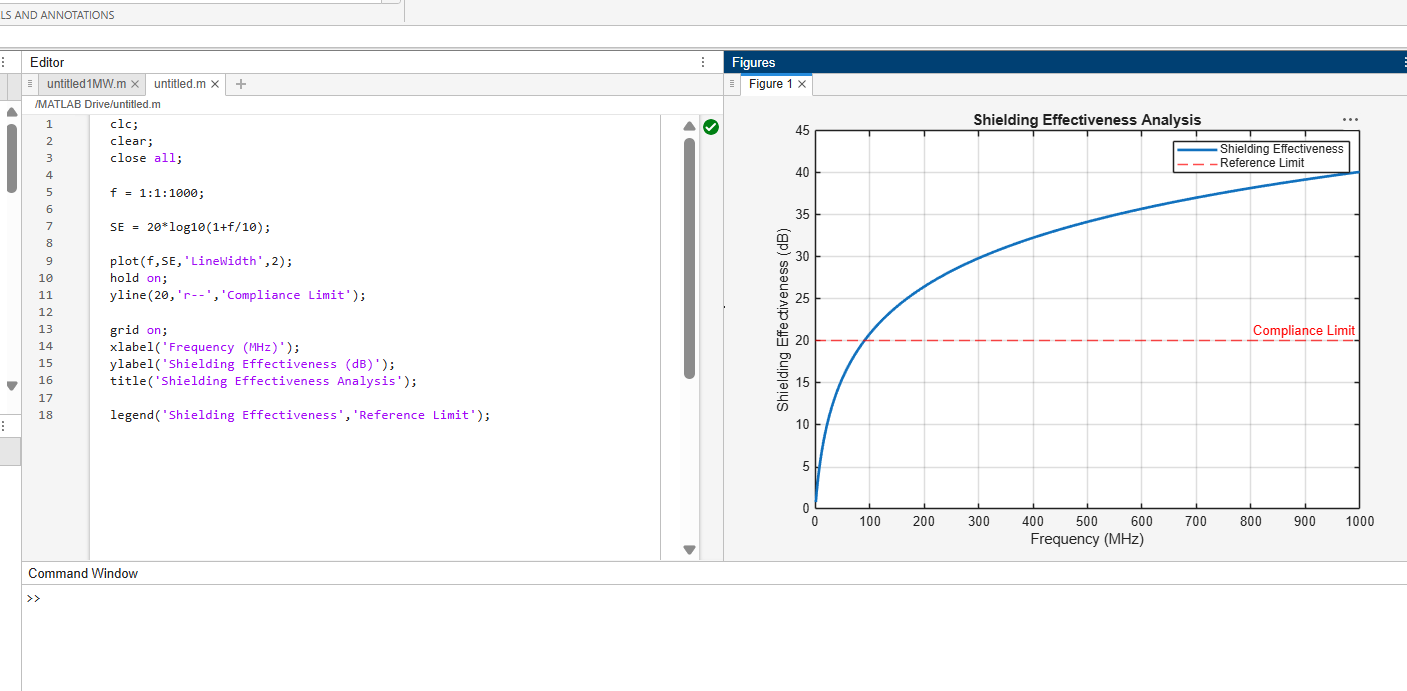 LS AND ANNOTATIONS
Editor
untitled1MW.m
untitled.m
/MATLAB Drive/untitled.m
1 clc;
2 clear;
3 close all;
4
5 f = 1:1:1000;
6
7 SE = 20*log10(1+f/10);
8
9 plot(f,SE,'LineWidth',2);
10 hold on;
11 yline(20,'r--','Compliance Limit');
12
13 grid on;
14 xlabel('Frequency (MHz)');
15 ylabel('Shielding Effectiveness (dB)');
16 title('Shielding Effectiveness Analysis');
17
18 legend('Shielding Effectiveness','Reference Limit');
Figures
Figure 1
Shielding Effectiveness Analysis
Shielding Effectiveness
Reference Limit
Compliance Limit
Shielding Effectiveness (dB)
45
40
35
30
25
20
15
10
5
0
0 100 200 300 400 500 600 700 800 900 1000
Frequency (MHz)
Command Window
>>